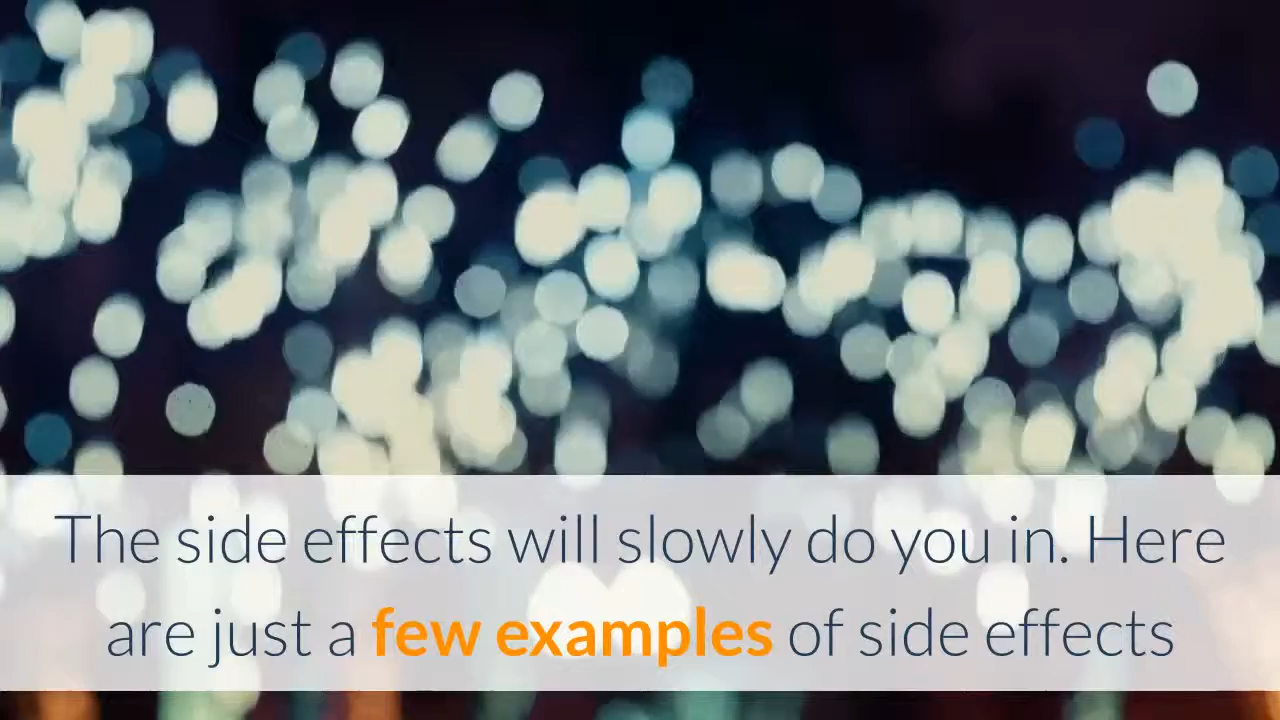 The side effects will slowly do you in. Here
are just a few examples of side effects